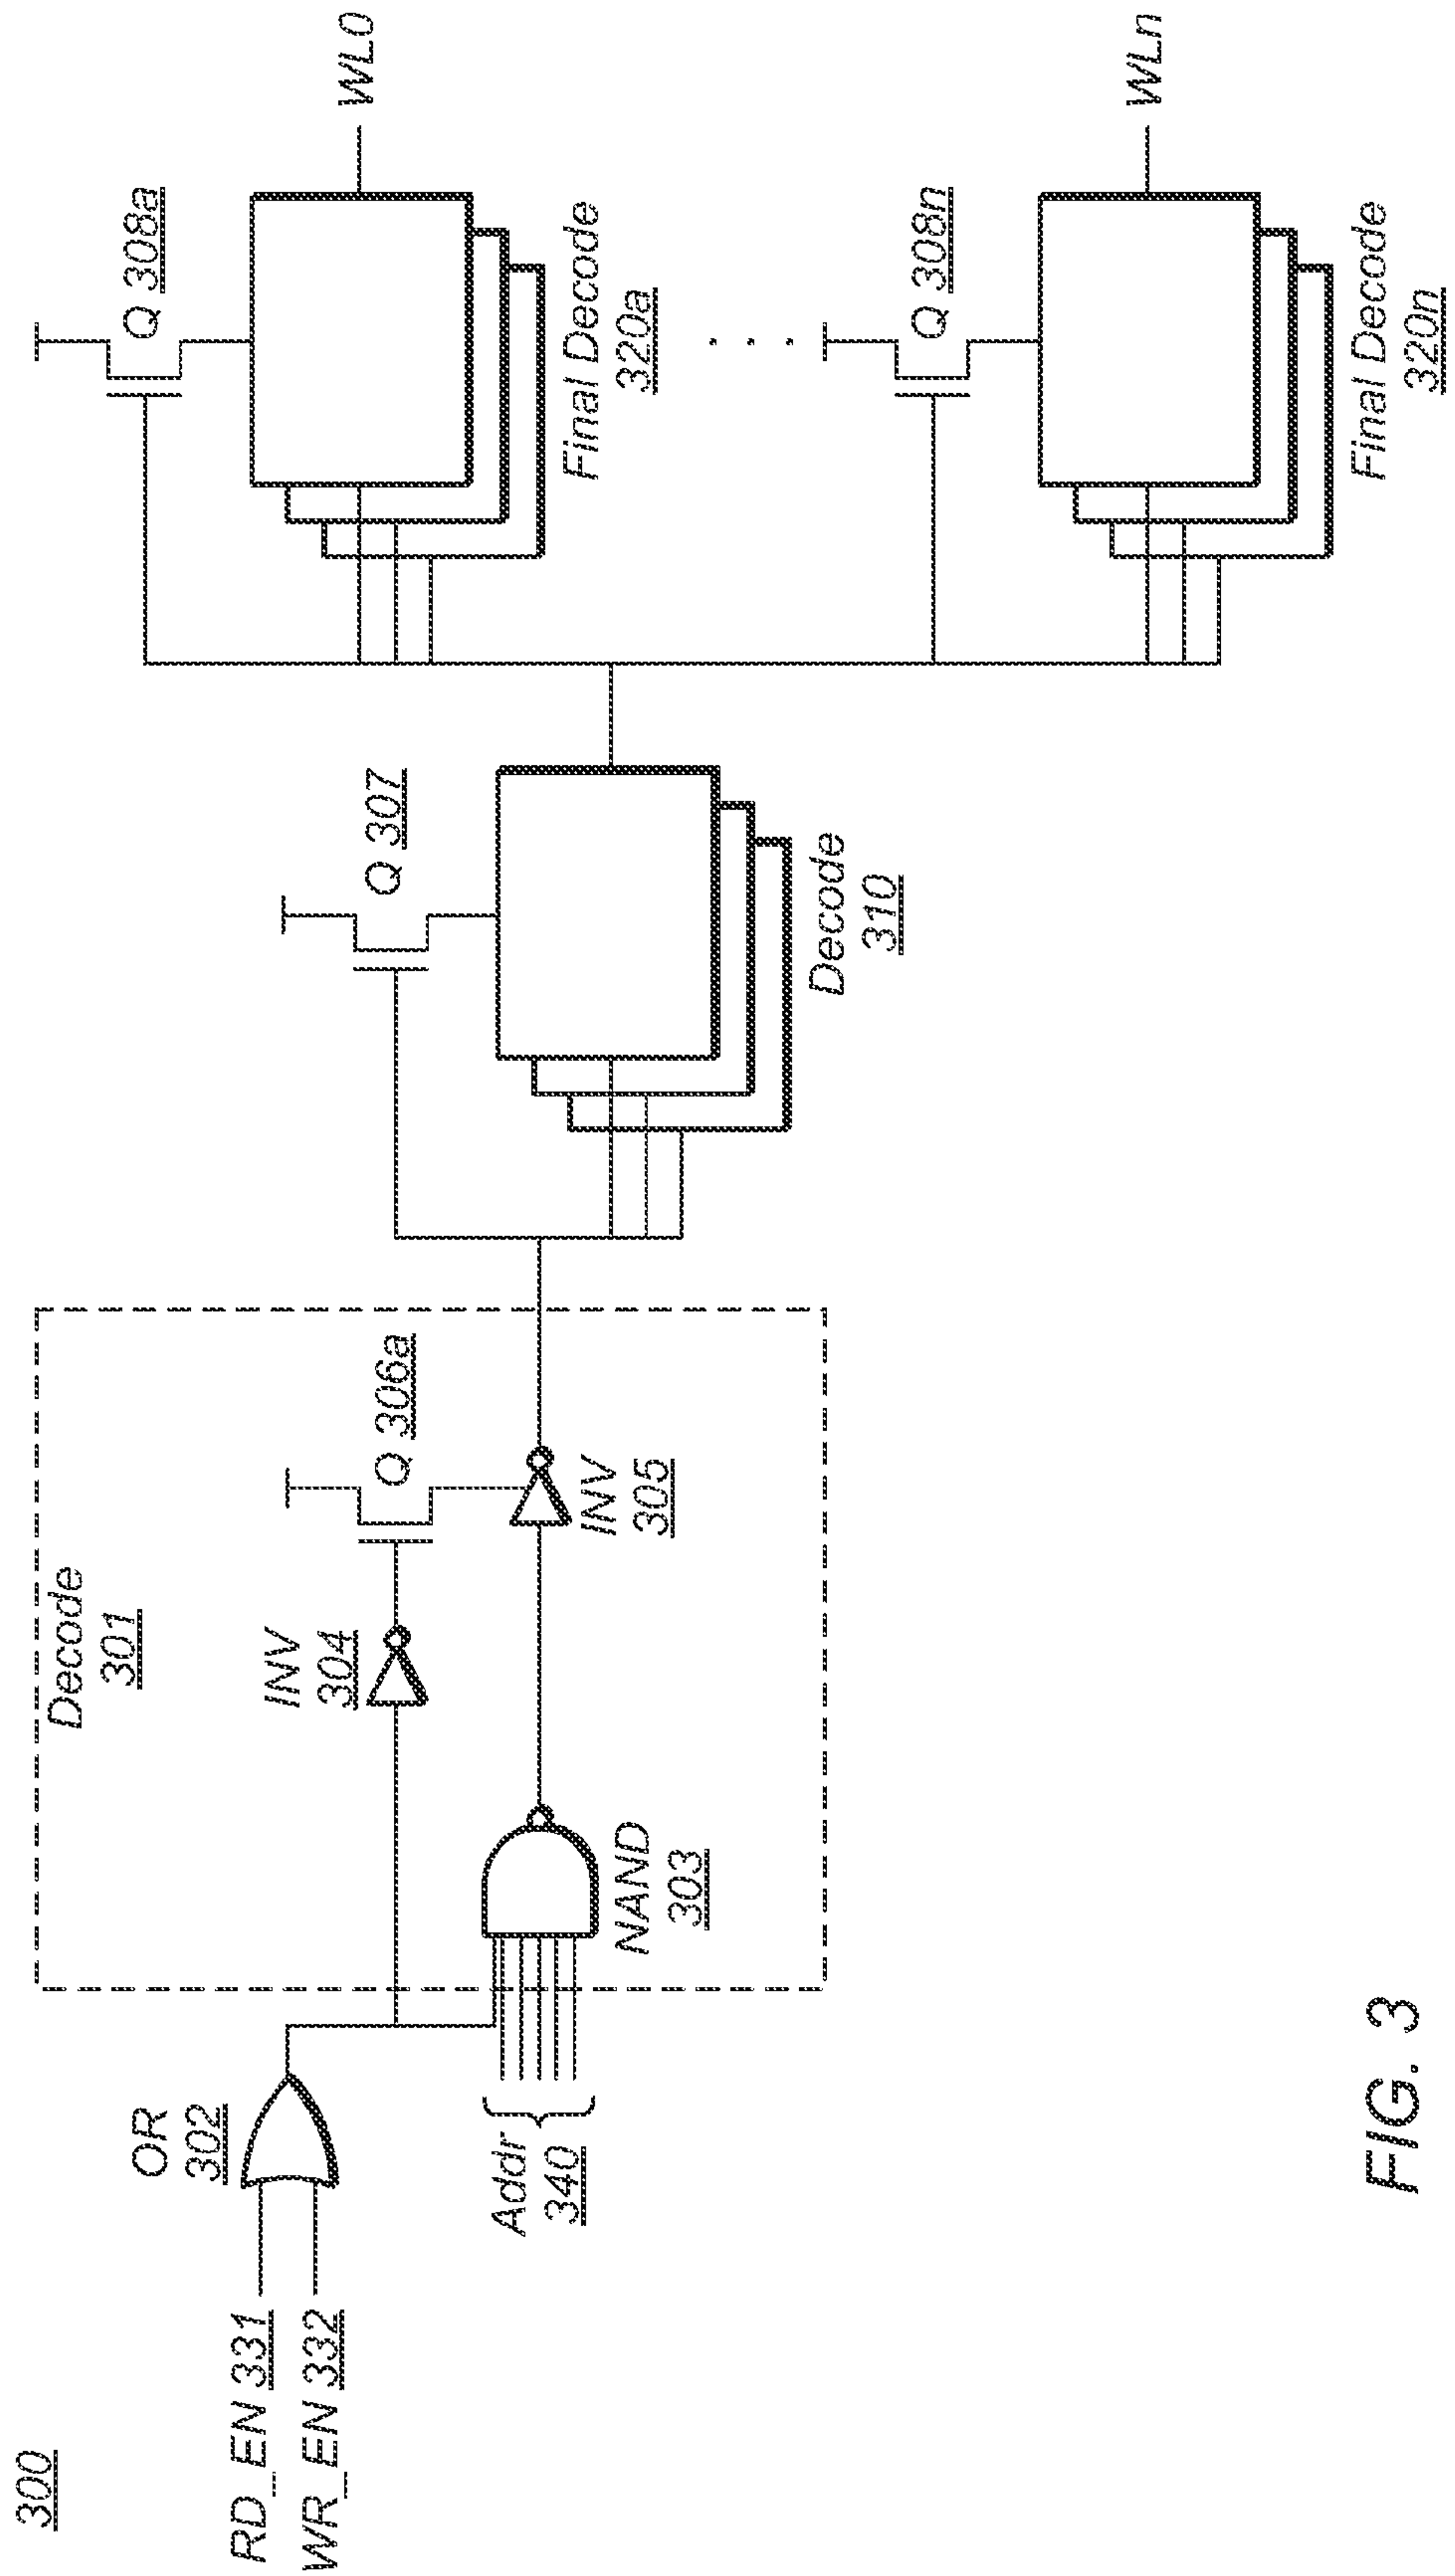 300
RD_EN 331
WR_EN 332
OR
302
Addr
340
Decode
301
NAND
303
INV
304
INV
305
Q 306a
Q 307
Decode
310
Q 308a
Final Decode
320a
WL0
Q 308n
Final Decode
320n
WLn
FIG. 3